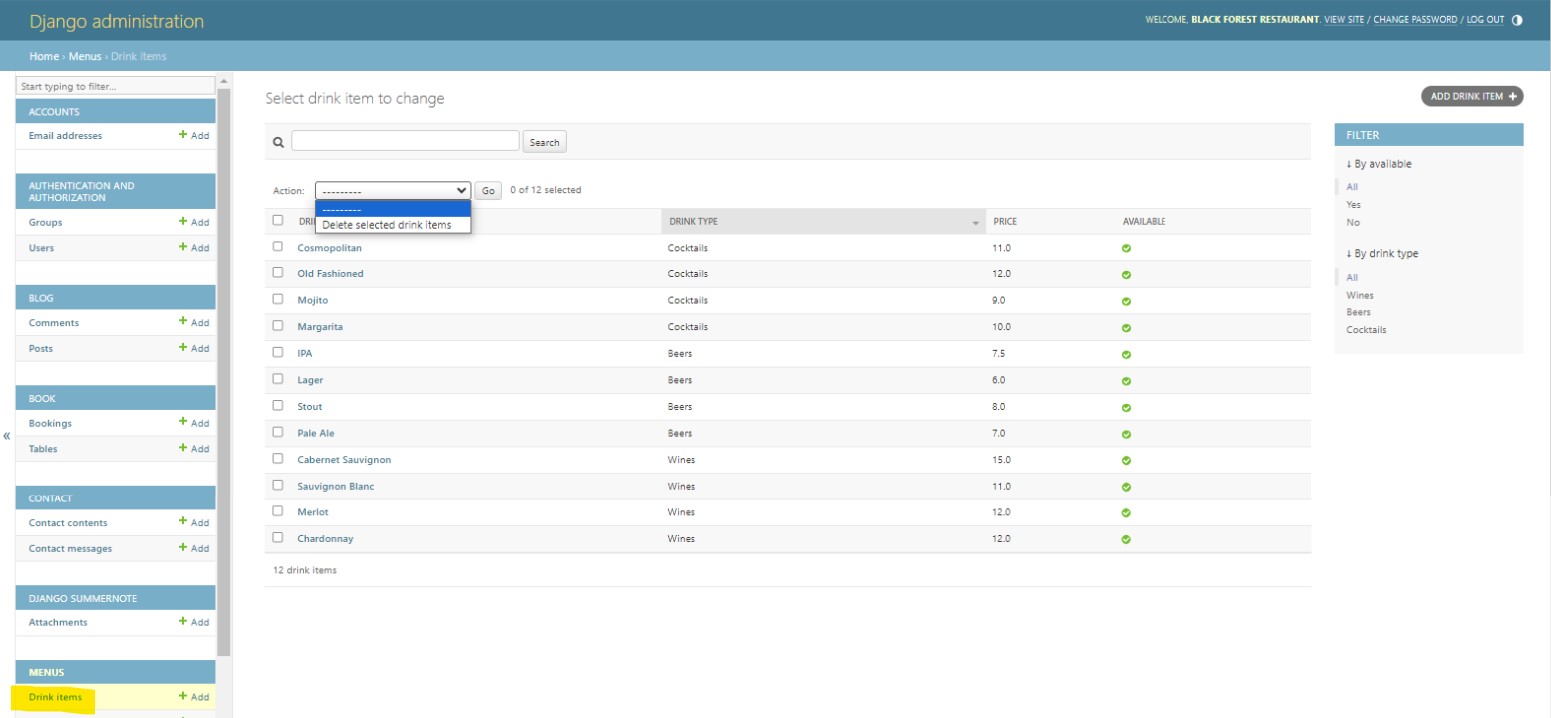 Django administration
WELCOME, BLACK FOREST RESTAURANT. VIEW SITE / CHANGE PASSWORD / LOG OUT
Home › Menus › Drink items
Start typing to filter...
ACCOUNTS
Email addresses + Add
AUTHENTICATION AND
AUTHORIZATION
Groups + Add
Users + Add
BLOG
Comments + Add
Posts + Add
BOOK
Bookings + Add
Tables + Add
CONTACT
Contact contents + Add
Contact messages + Add
DJANGO SUMMERNOTE
Attachments + Add
MENUS
Drink items + Add
«
Select drink item to change
ADD DRINK ITEM +
Search
Action: --------- Go 0 of 12 selected
---------
Delete selected drink items
DRINK TYPE PRICE AVAILABLE
Cosmopolitan Cocktails 11.0
Old Fashioned Cocktails 12.0
Mojito Cocktails 9.0
Margarita Cocktails 10.0
IPA Beers 7.5
Lager Beers 6.0
Stout Beers 8.0
Pale Ale Beers 7.0
Cabernet Sauvignon Wines 15.0
Sauvignon Blanc Wines 11.0
Merlot Wines 12.0
Chardonnay Wines 12.0
12 drink items
FILTER
↓ By available
All
Yes
No
↓ By drink type
All
Wines
Beers
Cocktails